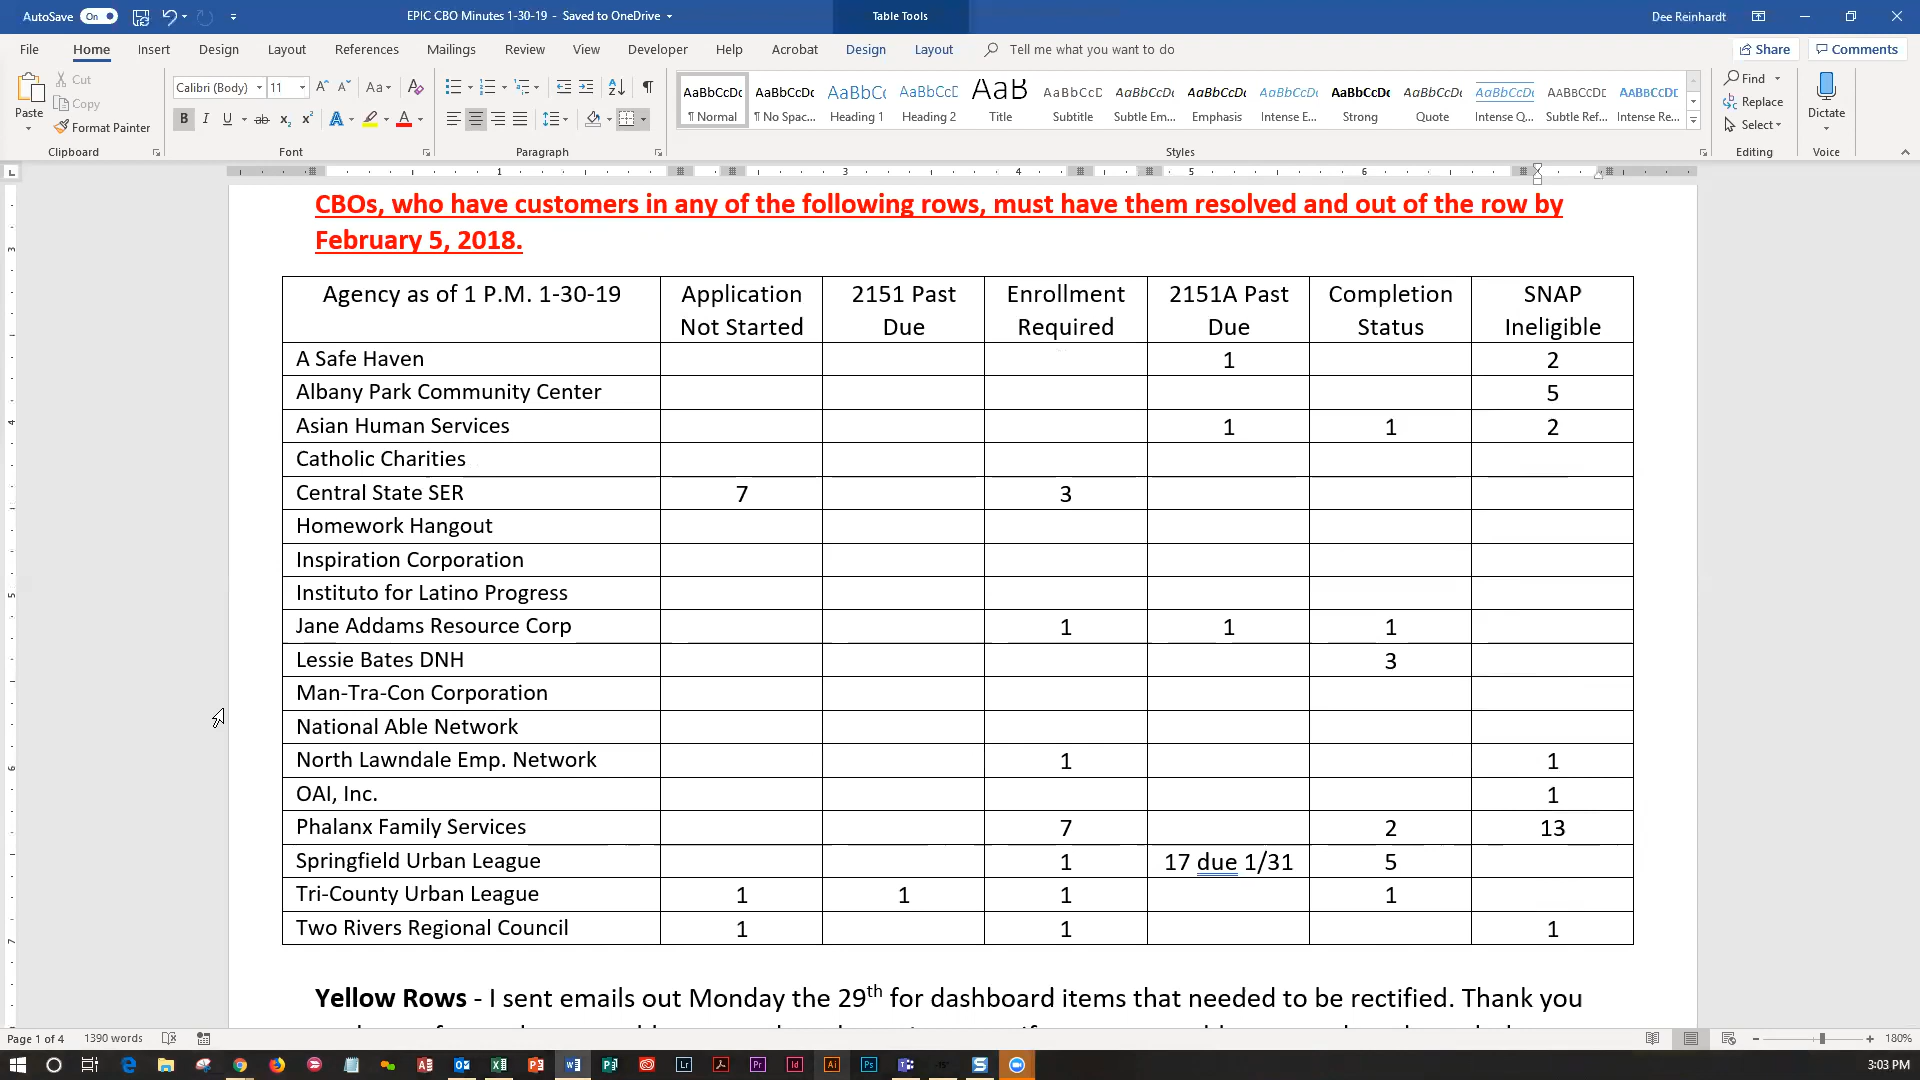 AutoSave On EPIC CBO Minutes 1-30-19 - Saved to OneDrive Table Tools Dee Reinhardt
File Home Insert Design Layout References Mailings Review View Developer Help Acrobat Design Layout Tell me what you want to do Share Comments
Paste Cut Copy Format Painter
Calibri (Body) 11
AaBbCcDc ¶ Normal AaBbCcDc ¶ No Spac... AaBbCc Heading 1 AaBbCcD Heading 2 AaB Title AaBbCcD Subtitle AaBbCcDc Subtle Em... AaBbCcDc Emphasis AaBbCcDc Intense E... AaBbCcDc Strong AaBbCcDc Quote AaBbCcDc Intense Q... AaBbCcDc Subtle Ref... AaBbCcDc Intense Re...
Find Replace Select Dictate
Clipboard Font Paragraph Styles Editing Voice
1 3 4 5 6
CBOs, who have customers in any of the following rows, must have them resolved and out of the row by
February 5, 2018.
Agency as of 1 P.M. 1-30-19 Application Not Started 2151 Past Due Enrollment Required 2151A Past Due Completion Status SNAP Ineligible
A Safe Haven 1 2
Albany Park Community Center 5
Asian Human Services 1 1 2
Catholic Charities
Central State SER 7 3
Homework Hangout
Inspiration Corporation
Instituto for Latino Progress
Jane Addams Resource Corp 1 1 1
Lessie Bates DNH 3
Man-Tra-Con Corporation
National Able Network
North Lawndale Emp. Network 1 1
OAI, Inc. 1
Phalanx Family Services 7 2 13
Springfield Urban League 1 17 due 1/31 5
Tri-County Urban League 1 1 1 1
Two Rivers Regional Council 1 1 1
Yellow Rows - I sent emails out Monday the 29th for dashboard items that needed to be rectified. Thank you
Page 1 of 4 1390 words 180%
3:03 PM